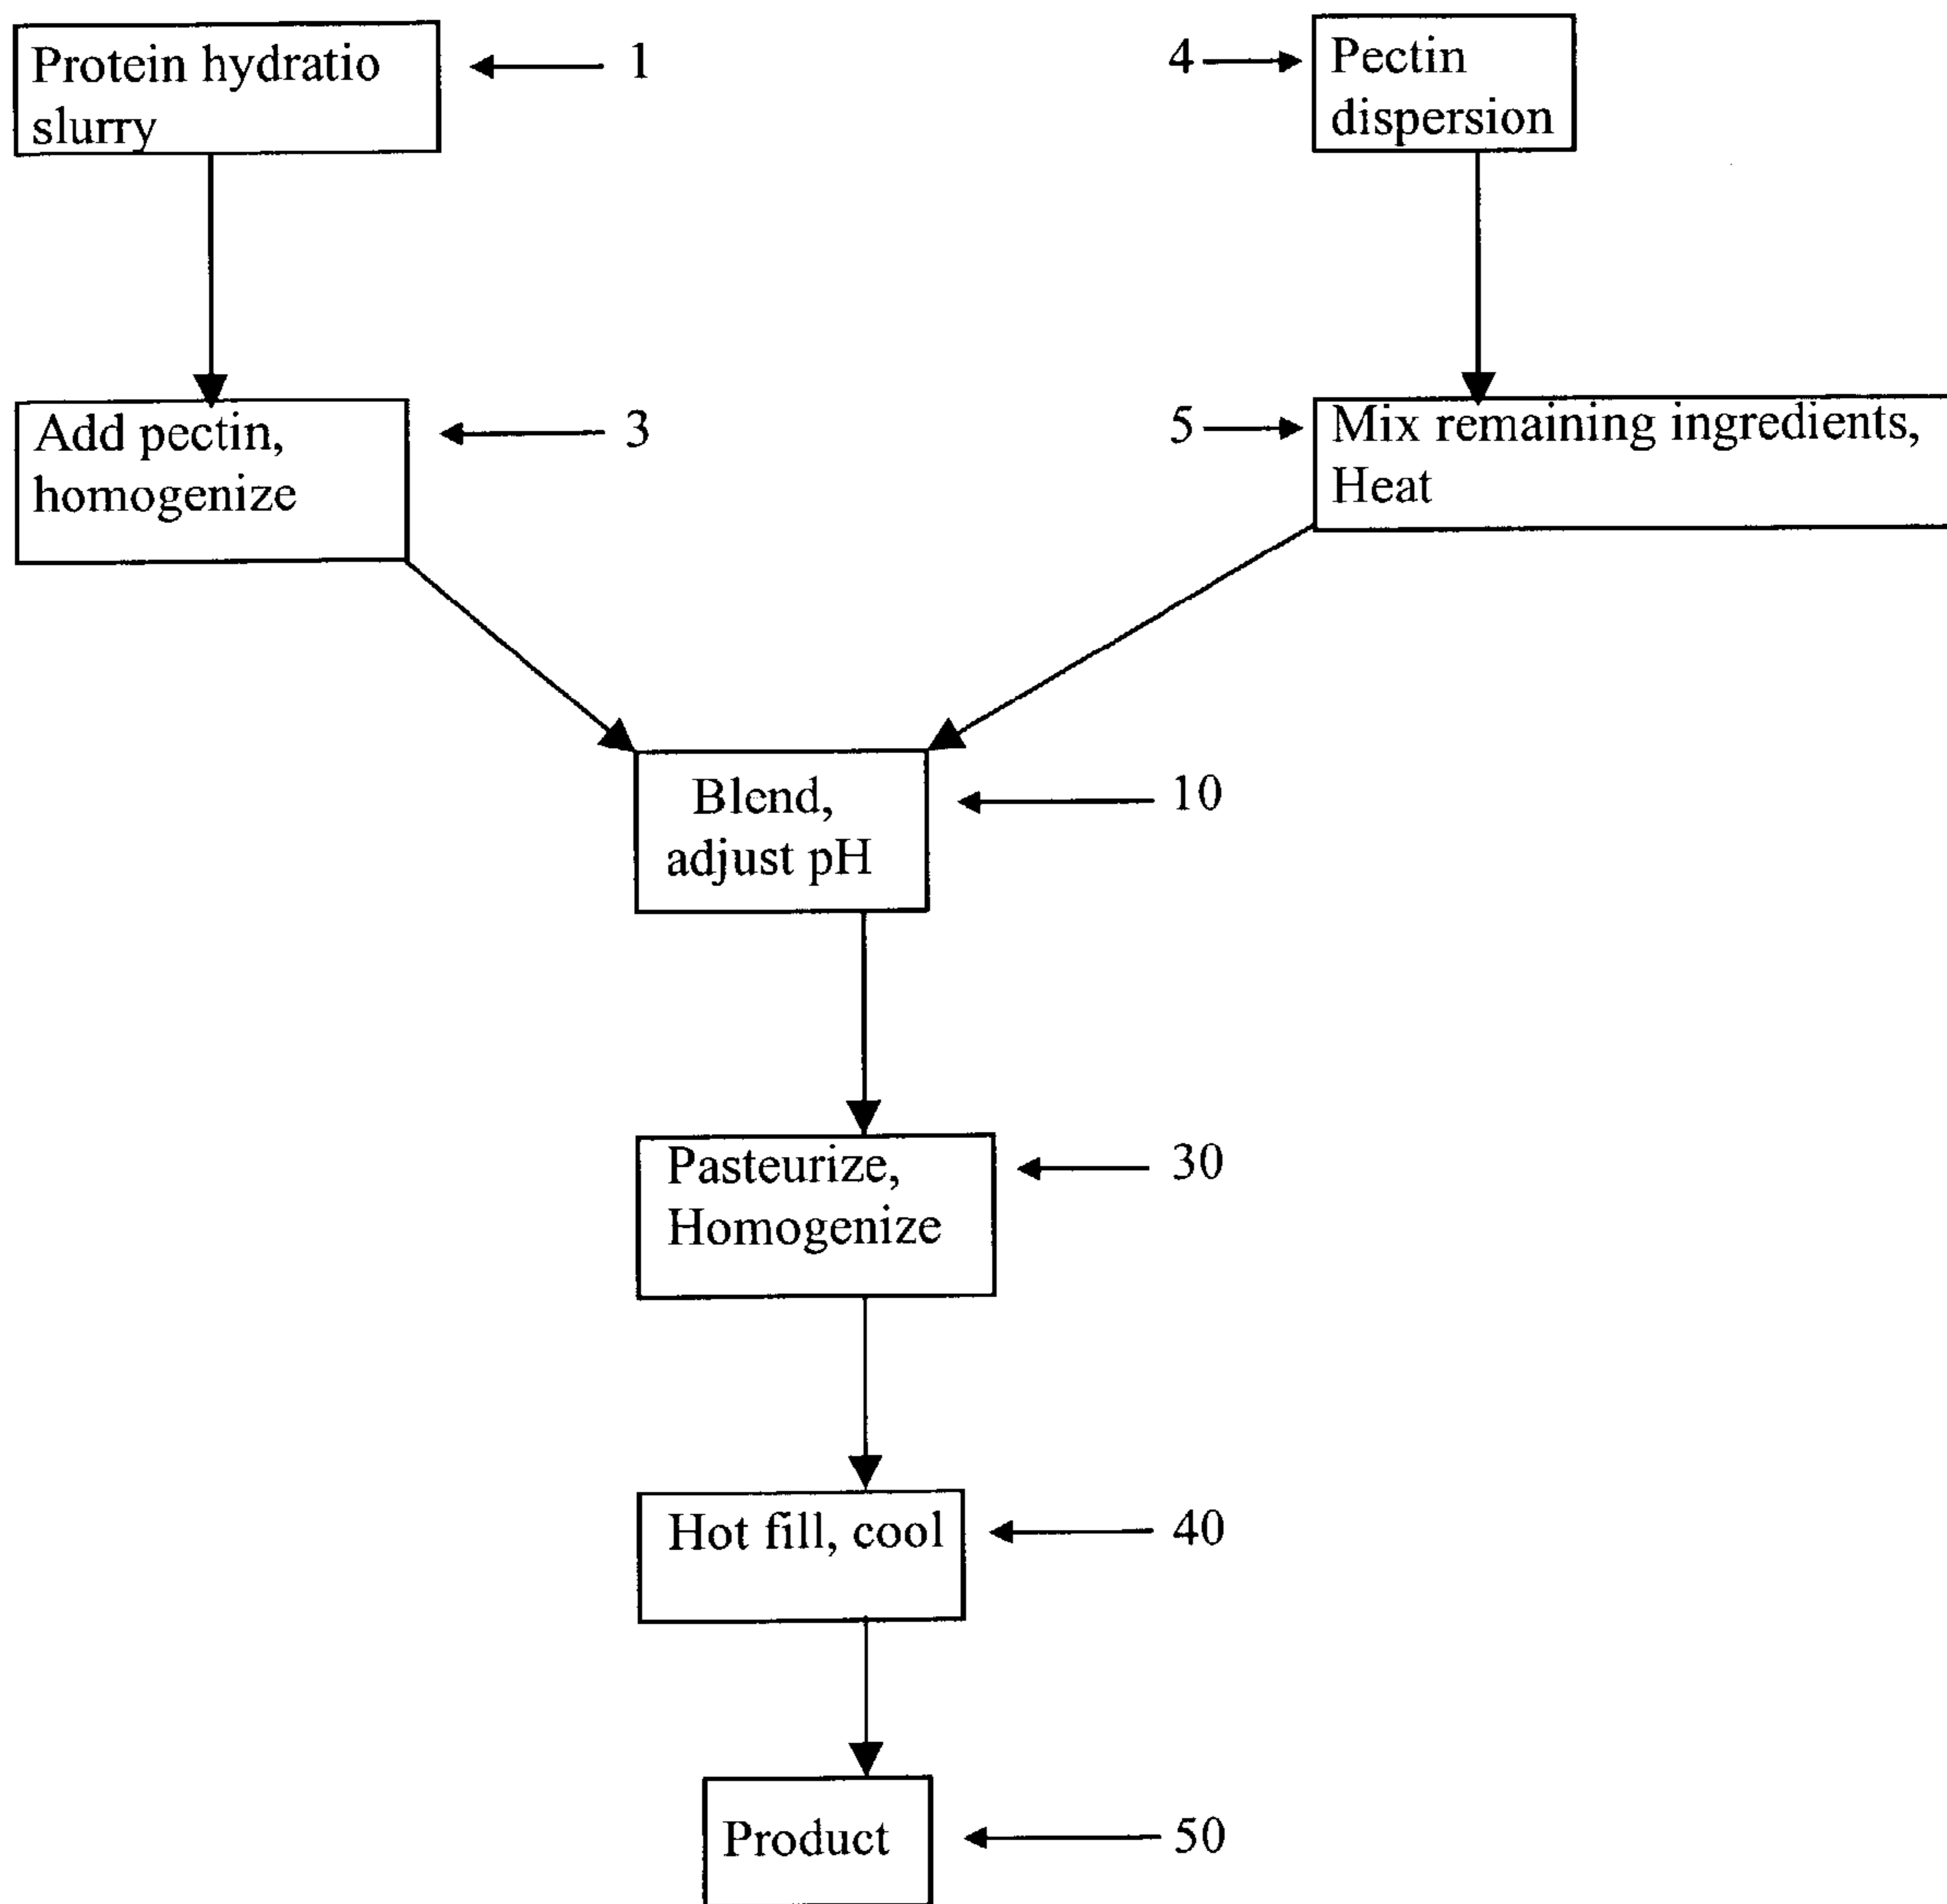 Protein hydratio
slurry
1
4
Pectin
dispersion
Add pectin,
homogenize
3
5
Mix remaining ingredients,
Heat
Blend,
adjust pH
10
Pasteurize,
Homogenize
30
Hot fill, cool
40
Product
50